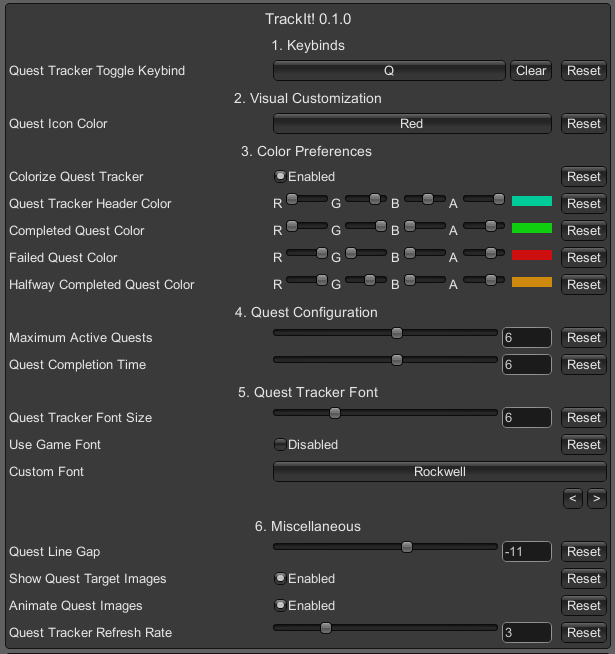 TrackIt! 0.1.0
1. Keybinds
Quest Tracker Toggle Keybind Q Clear Reset
2. Visual Customization
Quest Icon Color Red Reset
3. Color Preferences
Colorize Quest Tracker Enabled Reset
Quest Tracker Header Color R G B A Reset
Completed Quest Color R G B A Reset
Failed Quest Color R G B A Reset
Halfway Completed Quest Color R G B A Reset
4. Quest Configuration
Maximum Active Quests 6 Reset
Quest Completion Time 6 Reset
5. Quest Tracker Font
Quest Tracker Font Size 6 Reset
Use Game Font Disabled Reset
Custom Font Rockwell
< >
6. Miscellaneous
Quest Line Gap -11 Reset
Show Quest Target Images Enabled Reset
Animate Quest Images Enabled Reset
Quest Tracker Refresh Rate 3 Reset